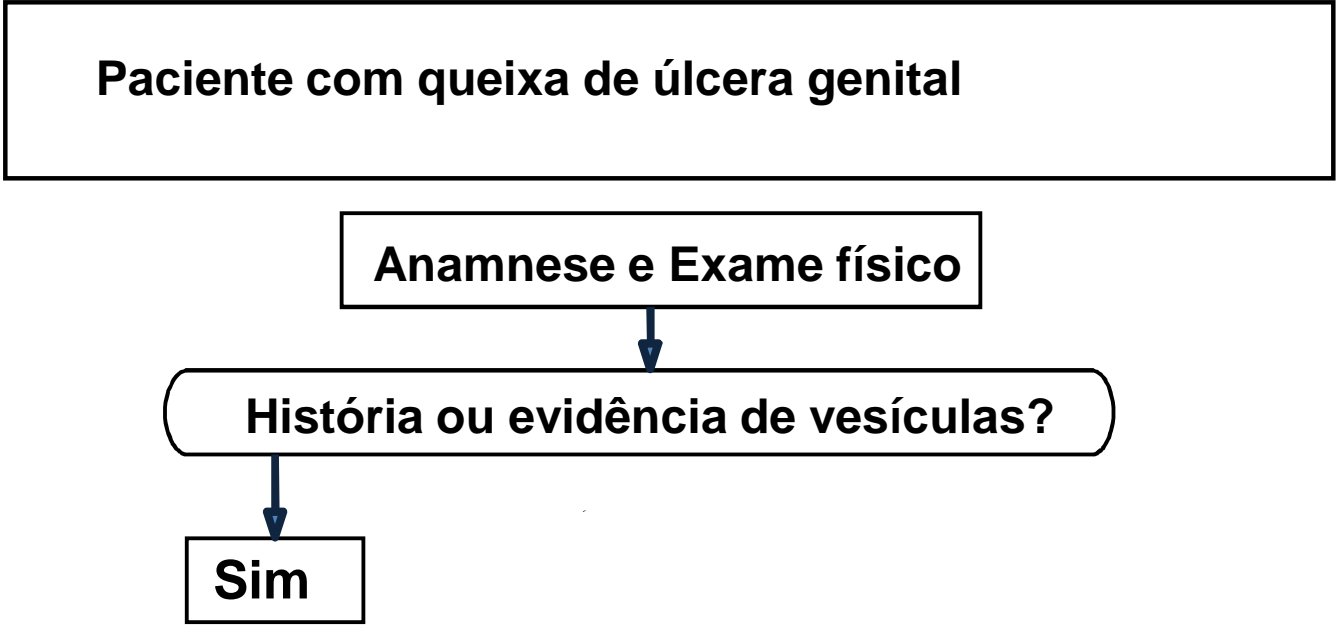 Paciente com queixa de úlcera genital
Anamnese e Exame físico
História ou evidência de vesículas?
Sim